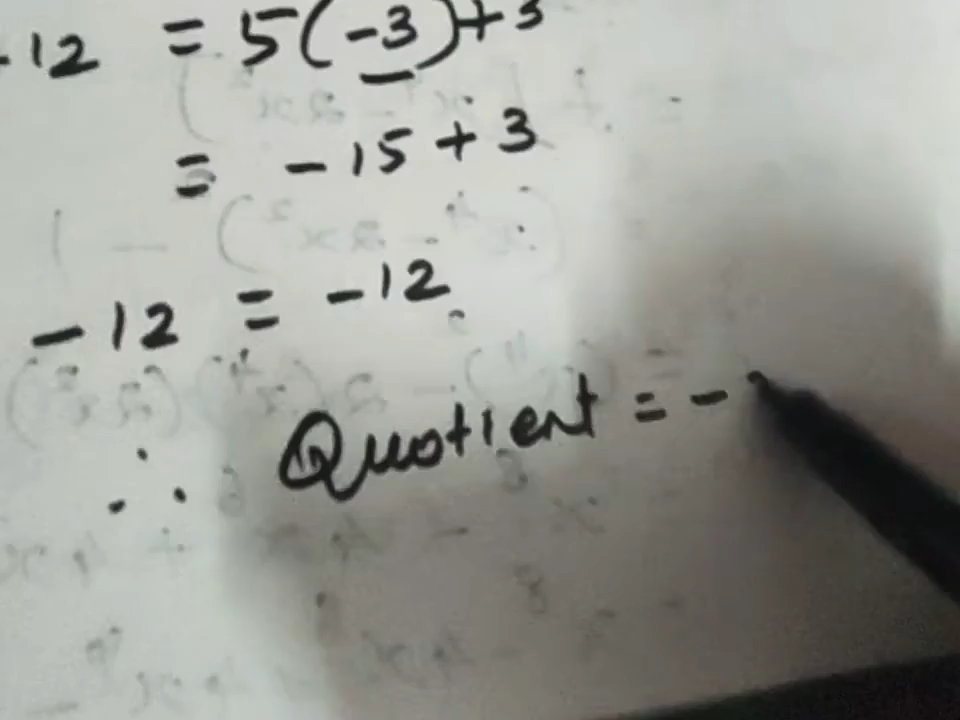 -12 = 5(-3)+3
= -15+3
-12 = -12
∴ Quotient = -